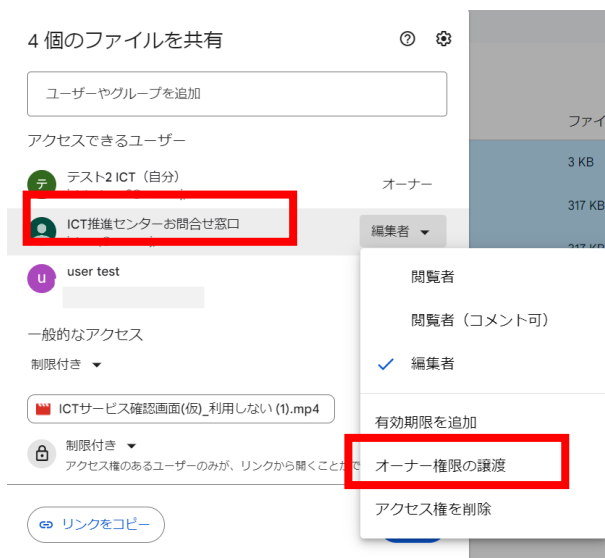 4 個のファイルを共有
ユーザーやグループを追加
アクセスできるユーザー
テ
テスト2 ICT（自分）
オーナー
ICT推進センターお問合せ窓口
編集者
u
user test
一般的なアクセス
制限付き
ICTサービス確認画面(仮)_利用しない (1).mp4
制限付き
アクセス権のあるユーザーのみが、リンクから開くことが
リンクをコピー
閲覧者
閲覧者（コメント可）
編集者
有効期限を追加
オーナー権限の譲渡
アクセス権を削除
ファイ
3 KB
317 KB
317 KB